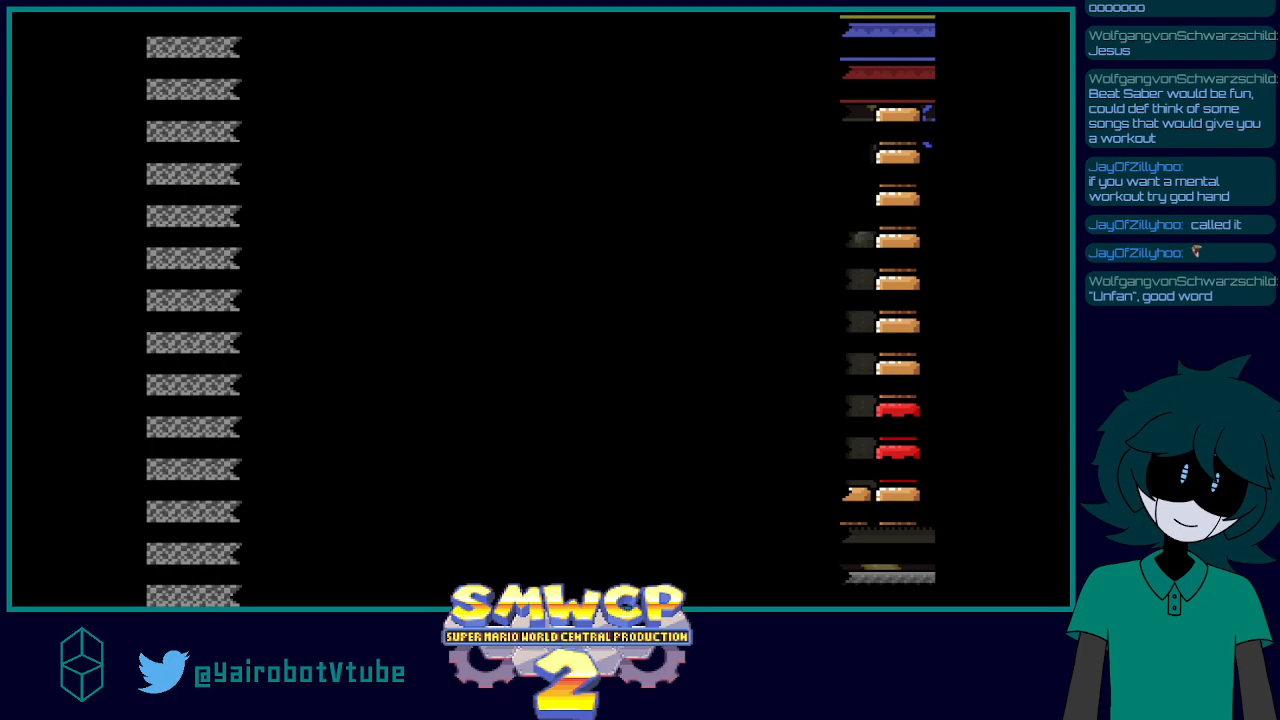 ooooooo
WolfgangvonSchwarzschild:
Jesus
WolfgangvonSchwarzschild:
Beat Saber would be fun,
could def think of some
songs that would give you
a workout
JayOfZillyhoo:
if you want a mental
workout try god hand
JayOfZillyhoo: called it
JayOfZillyhoo:
WolfgangvonSchwarzschild:
"Unfan", good word
SMWCP
SUPER MARIO WORLD CENTRAL PRODUCTION
2
@YairobotVtube